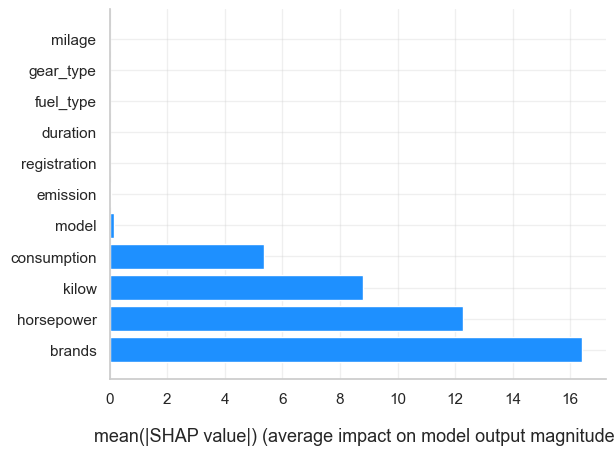 milage
gear_type
fuel_type
duration
registration
emission
model
consumption
kilow
horsepower
brands
0 2 4 6 8 10 12 14 16
mean(|SHAP value|) (average impact on model output magnitude